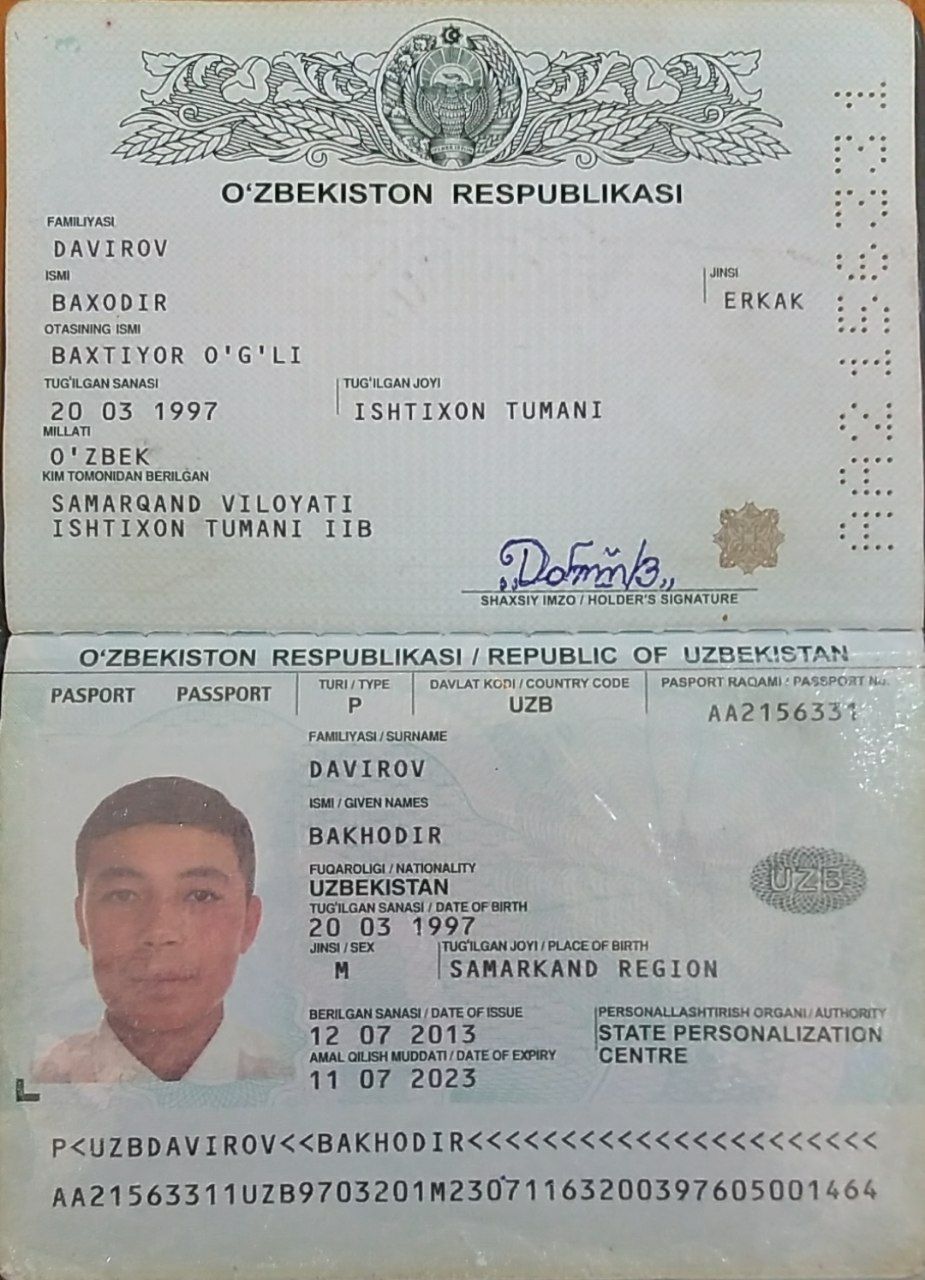 O‘ZBEKISTON RESPUBLIKASI
FAMILIYASI
DAVIROV
ISMI
BAXODIR
JINSI
ERKAK
OTASINING ISMI
BAXTIYOR O'G'LI
TUG‘ILGAN SANASI
20 03 1997
TUG‘ILGAN JOYI
ISHTIXON TUMANI
MILLATI
O'ZBEK
KIM TOMONIDAN BERILGAN
SAMARQAND VILOYATI
ISHTIXON TUMANI IIB
SHAXSIY IMZO / HOLDER'S SIGNATURE
O‘ZBEKISTON RESPUBLIKASI / REPUBLIC OF UZBEKISTAN
PASPORT PASSPORT
TURI / TYPE
P
DAVLAT KODI / COUNTRY CODE
UZB
PASPORT RAQAMI / PASSPORT No.
AA2156331
FAMILIYASI / SURNAME
DAVIROV
ISMI / GIVEN NAMES
BAKHODIR
FUQAROLIGI / NATIONALITY
UZBEKISTAN
UZB
TUG‘ILGAN SANASI / DATE OF BIRTH
20 03 1997
JINSI / SEX
M
TUG‘ILGAN JOYI / PLACE OF BIRTH
SAMARKAND REGION
BERILGAN SANASI / DATE OF ISSUE
12 07 2013
PERSONALLASHTIRISH ORGANI / AUTHORITY
STATE PERSONALIZATION
CENTRE
AMAL QILISH MUDDATI / DATE OF EXPIRY
11 07 2023
P<UZBDAVIROV<<BAKHODIR<<<<<<<<<<<<<<<<<<<<<<
AA21563311UZB9703201M23071163200397605001464